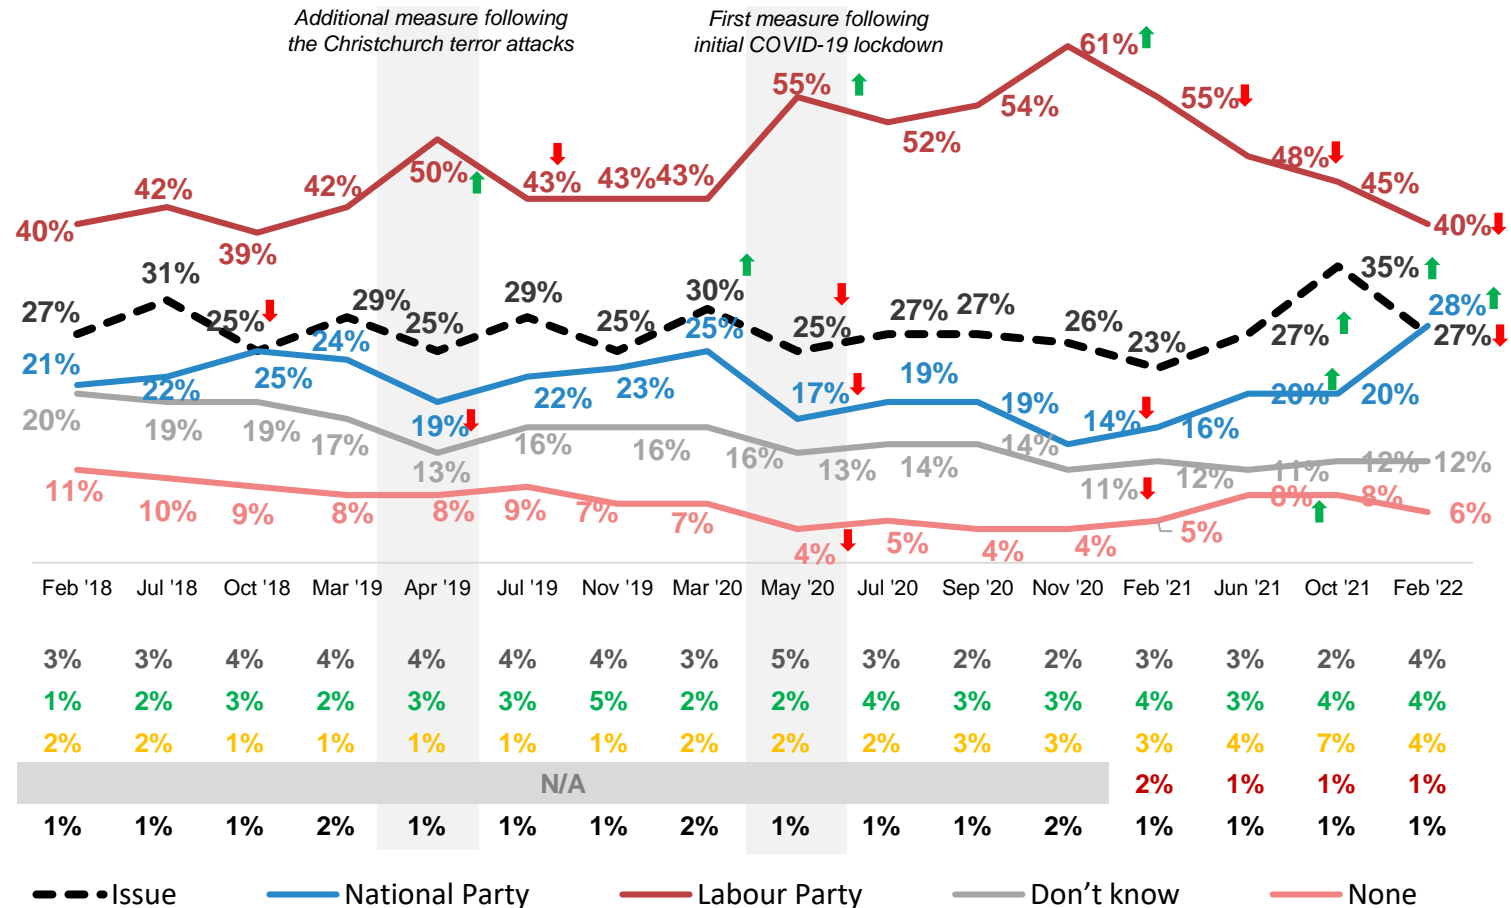 Additional measure following
the Christchurch terror attacks
First measure following
initial COVID-19 lockdown
40% 42% 39% 42% 50% 43% 43% 43% 55% 52% 54% 61% 55% 48% 45% 40%
27% 31% 25% 29% 25% 29% 25% 30% 25% 27% 27% 26% 23% 27% 35% 27%
21% 22% 25% 24% 19% 22% 23% 25% 17% 19% 19% 14% 16% 20% 20% 28%
20% 19% 19% 17% 13% 16% 16% 16% 13% 14% 14% 11% 12% 11% 12% 12%
11% 10% 9% 8% 8% 9% 7% 7% 4% 5% 4% 4% 5% 8% 8% 6%
Feb '18 Jul '18 Oct '18 Mar '19 Apr '19 Jul '19 Nov '19 Mar '20 May '20 Jul '20 Sep '20 Nov '20 Feb '21 Jun '21 Oct '21 Feb '22
3% 3% 4% 4% 4% 4% 4% 3% 5% 3% 2% 2% 3% 3% 2% 4%
1% 2% 3% 2% 3% 3% 5% 2% 2% 4% 3% 3% 4% 3% 4% 4%
2% 2% 1% 1% 1% 1% 1% 2% 2% 2% 3% 3% 3% 4% 7% 4%
N/A 2% 1% 1% 1%
1% 1% 1% 2% 1% 1% 1% 2% 1% 1% 1% 2% 1% 1% 1% 1%
Issue National Party Labour Party Don’t know None